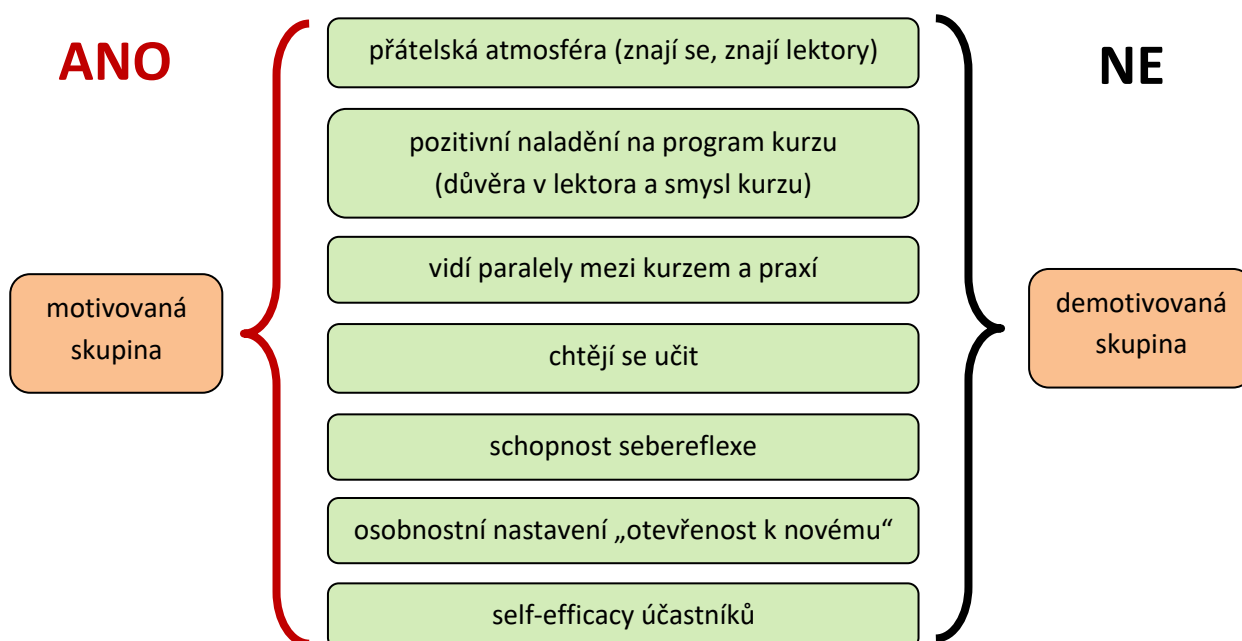 ANO
NE
přátelská atmosféra (znají se, znají lektory)
pozitivní naladění na program kurzu
(důvěra v lektora a smysl kurzu)
vidí paralely mezi kurzem a praxí
motivovaná
skupina
demotivovaná
skupina
chtějí se učit
schopnost sebereflexe
osobnostní nastavení „otevřenost k novému“
self-efficacy účastníků